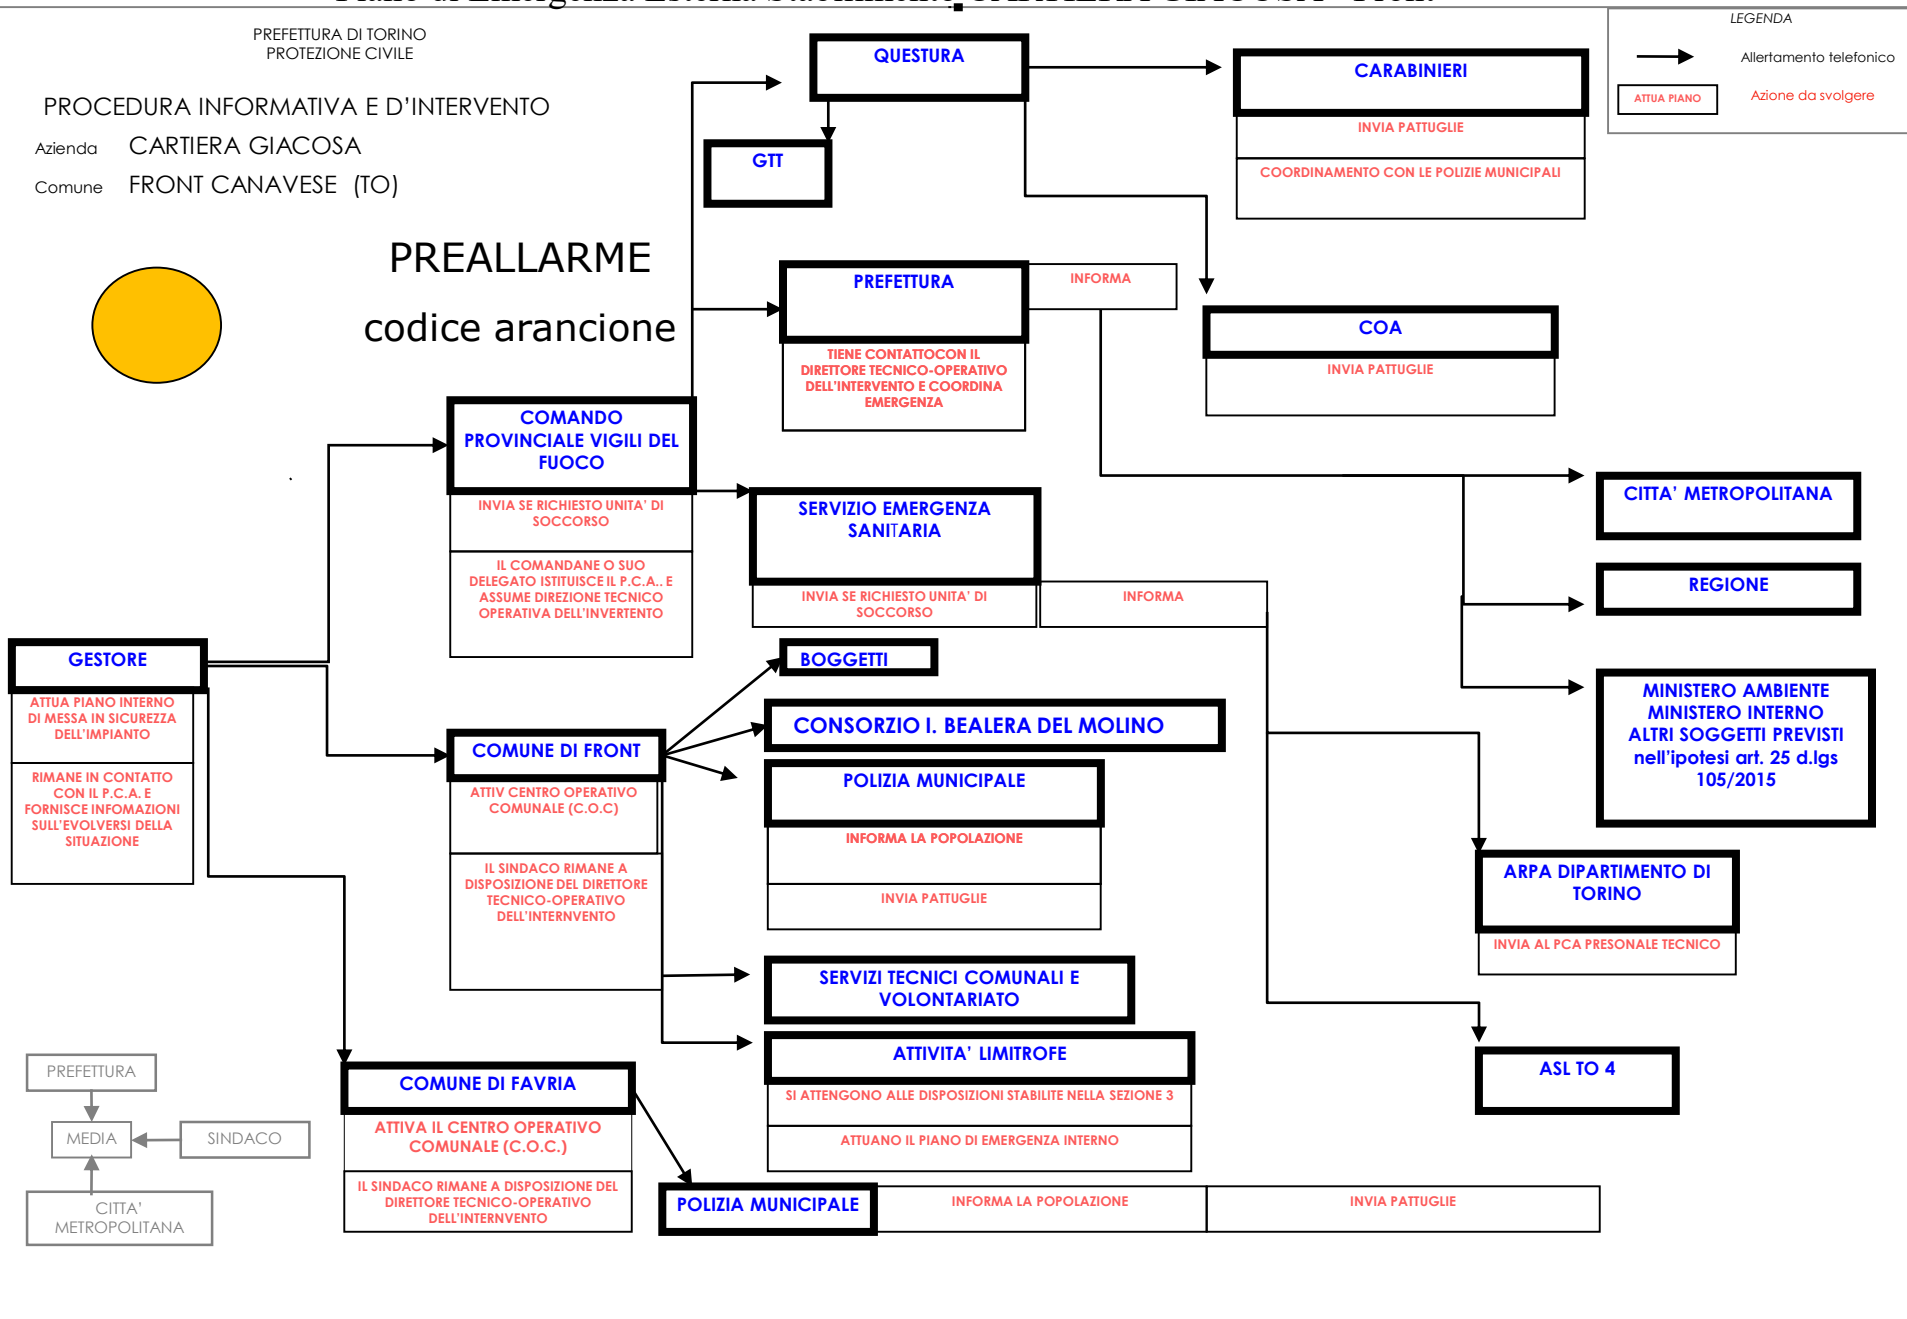 PREFETTURA DI TORINO
PROTEZIONE CIVILE
PROCEDURA INFORMATIVA E D'INTERVENTO
Azienda CARTIERA GIACOSA
Comune FRONT CANAVESE (TO)
PREALLARME
codice arancione
LEGENDA
Allertamento telefonico
ATTUA PIANO
Azione da svolgere
QUESTURA
GTT
CARABINIERI
INVIA PATTUGLIE
COORDINAMENTO CON LE POLIZIE MUNICIPALI
PREFETTURA
INFORMA
TIENE CONTATTOCON IL
DIRETTORE TECNICO-OPERATIVO
DELL'INTERVENTO E COORDINA
EMERGENZA
COA
INVIA PATTUGLIE
COMANDO
PROVINCIALE VIGILI DEL
FUOCO
INVIA SE RICHIESTO UNITA' DI
SOCCORSO
IL COMANDANE O SUO
DELEGATO ISTITUISCE IL P.C.A.. E
ASSUME DIREZIONE TECNICO
OPERATIVA DELL'INVERTENTO
SERVIZIO EMERGENZA
SANITARIA
INVIA SE RICHIESTO UNITA' DI
SOCCORSO
INFORMA
CITTA' METROPOLITANA
REGIONE
MINISTERO AMBIENTE
MINISTERO INTERNO
ALTRI SOGGETTI PREVISTI
nell'ipotesi art. 25 d.lgs
105/2015
GESTORE
ATTUA PIANO INTERNO
DI MESSA IN SICUREZZA
DELL'IMPIANTO
RIMANE IN CONTATTO
CON IL P.C.A. E
FORNISCE INFOMAZIONI
SULL'EVOLVERSI DELLA
SITUAZIONE
BOGGETTI
CONSORZIO I. BEALERA DEL MOLINO
COMUNE DI FRONT
ATTIV CENTRO OPERATIVO
COMUNALE (C.O.C)
IL SINDACO RIMANE A
DISPOSIZIONE DEL DIRETTORE
TECNICO-OPERATIVO
DELL'INTERNVENTO
POLIZIA MUNICIPALE
INFORMA LA POPOLAZIONE
INVIA PATTUGLIE
ARPA DIPARTIMENTO DI
TORINO
INVIA AL PCA PRESONALE TECNICO
SERVIZI TECNICI COMUNALI E
VOLONTARIATO
ATTIVITA' LIMITROFE
SI ATTENGONO ALLE DISPOSIZIONI STABILITE NELLA SEZIONE 3
ATTUANO IL PIANO DI EMERGENZA INTERNO
ASL TO 4
COMUNE DI FAVRIA
ATTIVA IL CENTRO OPERATIVO
COMUNALE (C.O.C.)
IL SINDACO RIMANE A DISPOSIZIONE DEL
DIRETTORE TECNICO-OPERATIVO
DELL'INTERNVENTO
POLIZIA MUNICIPALE
INFORMA LA POPOLAZIONE
INVIA PATTUGLIE
PREFETTURA
MEDIA
SINDACO
CITTA'
METROPOLITANA